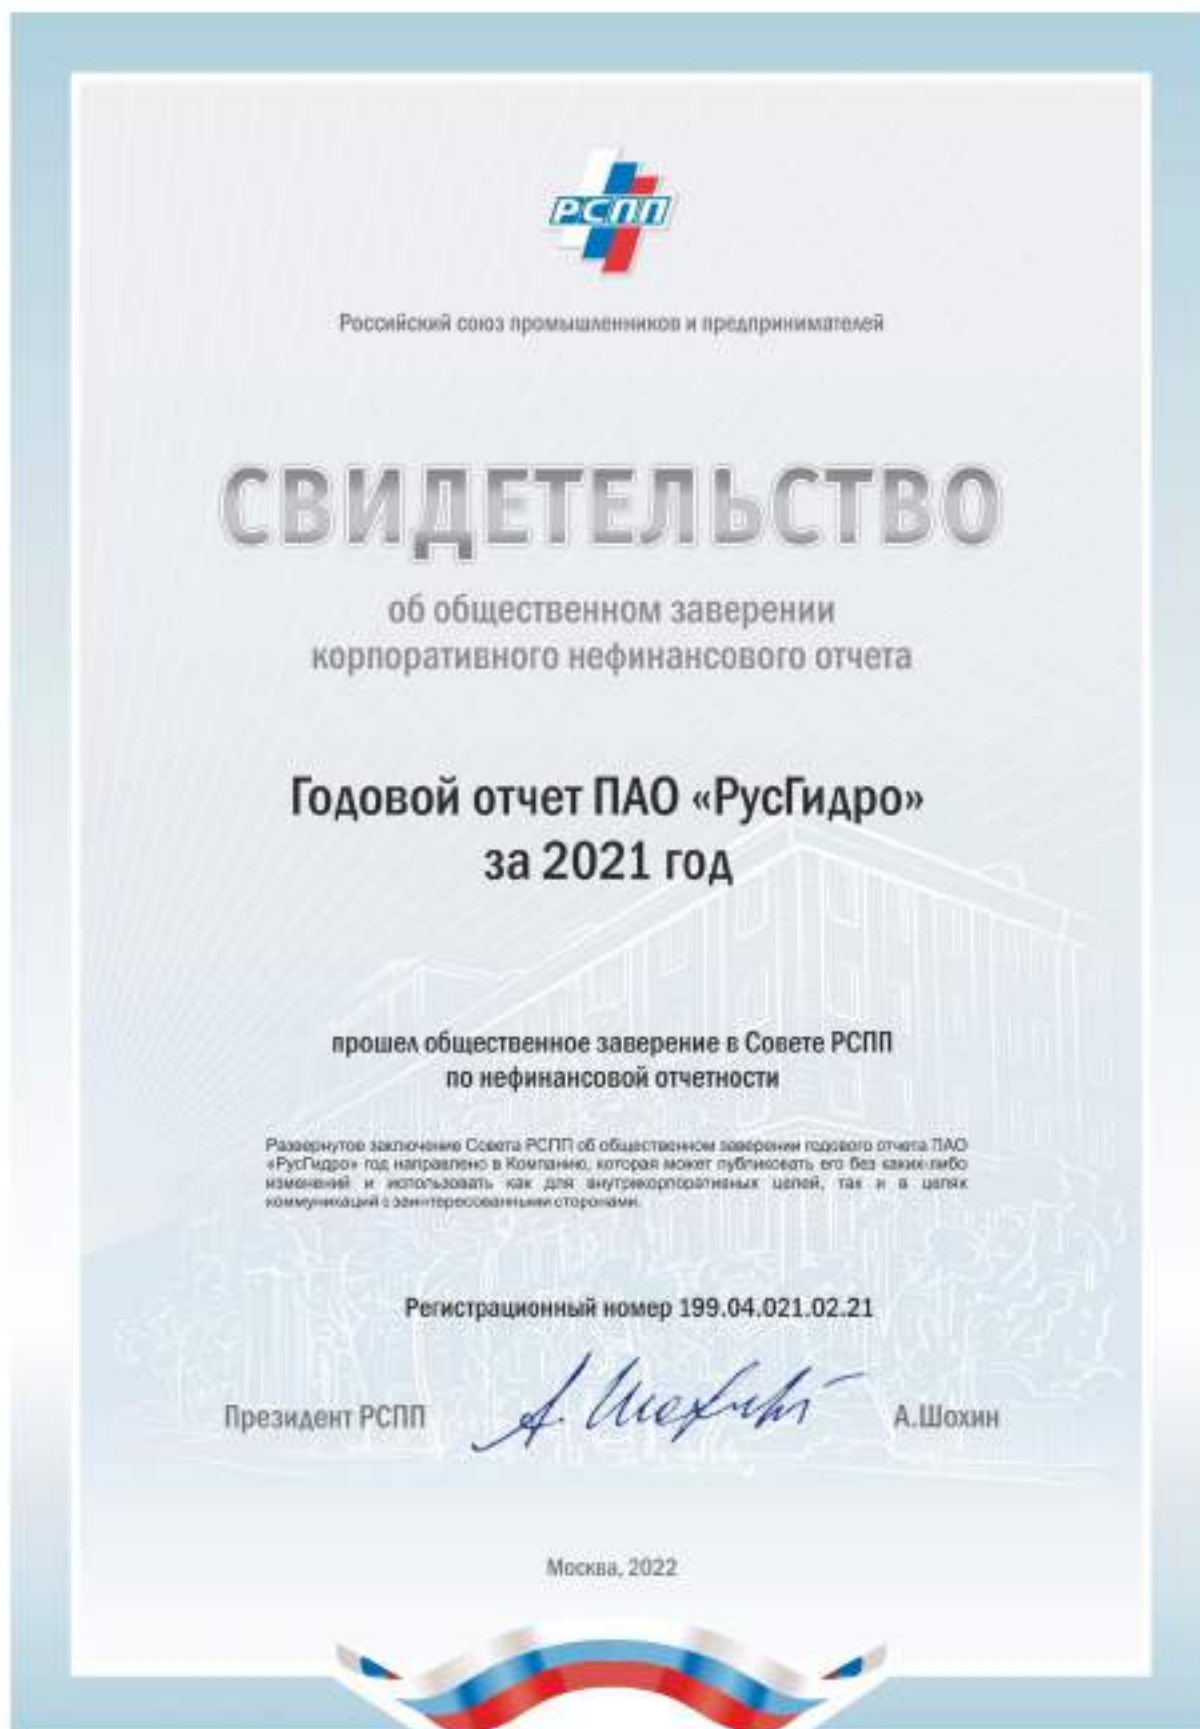 РСПП
Российский союз промышленников и предпринимателей
СВИДЕТЕЛЬСТВО
об общественном заверении
корпоративного нефинансового отчета
Годовой отчет ПАО «РусГидро»
за 2021 год
прошел общественное заверение в Совете РСПП
по нефинансовой отчетности
Развернутое заключение Совета РСПП об общественном заверении годового отчета ПАО
«РусГидро» год направлено в Компанию, которая может публиковать его без каких-либо
изменений и использовать как для внутрикорпоративных целей, так и в целях
коммуникаций с заинтересованными сторонами.
Регистрационный номер 199.04.021.02.21
Президент РСПП
А. Шохин
А.Шохин
Москва, 2022